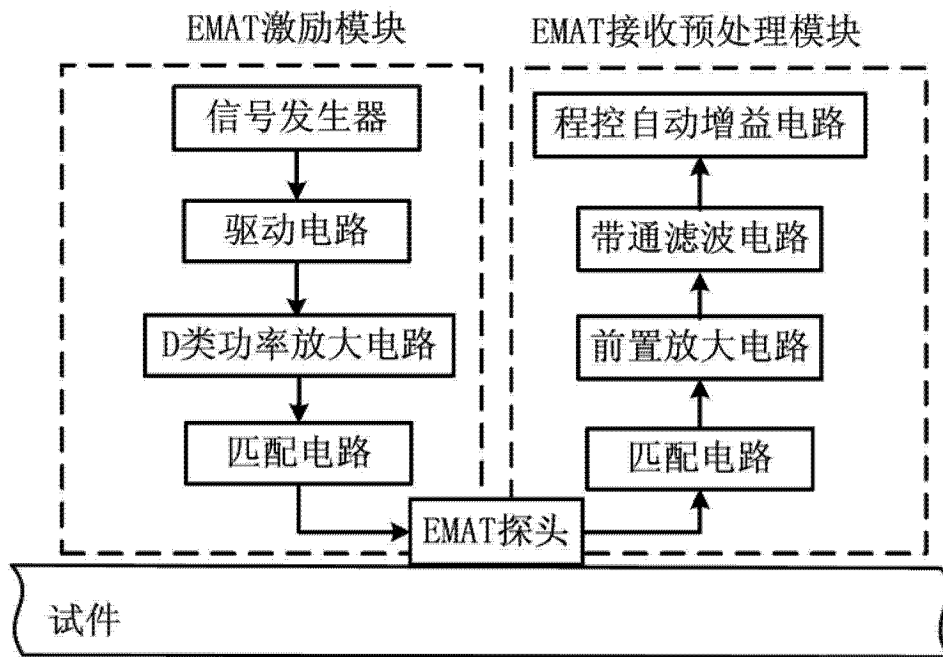 EMAT激励模块
信号发生器
驱动电路
D类功率放大电路
匹配电路
EMAT接收预处理模块
程控自动增益电路
带通滤波电路
前置放大电路
匹配电路
EMAT探头
试件